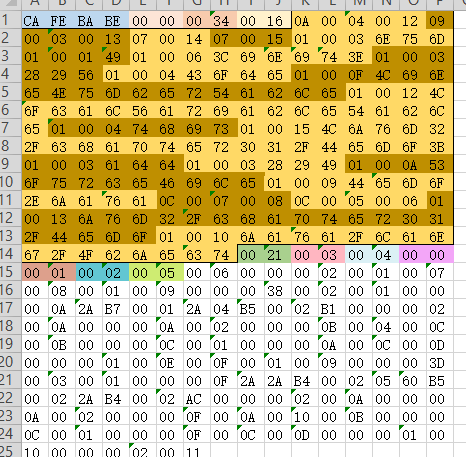 A B C D E F G H I J K L M N O P
1 CA FE BA BE 00 00 00 34 00 16 0A 00 04 00 12 09
2 00 03 00 13 07 00 14 07 00 15 01 00 03 6E 75 6D
3 01 00 01 49 01 00 06 3C 69 6E 69 74 3E 01 00 03
4 28 29 56 01 00 04 43 6F 64 65 01 00 0F 4C 69 6E
5 65 4E 75 6D 62 65 72 54 61 62 6C 65 01 00 12 4C
6 6F 63 61 6C 56 61 72 69 61 62 6C 65 54 61 62 6C
7 65 01 00 04 74 68 69 73 01 00 15 4C 6A 76 6D 32
8 2F 63 68 61 70 74 65 72 30 31 2F 44 65 6D 6F 3B
9 01 00 03 61 64 64 01 00 03 28 29 49 01 00 0A 53
10 6F 75 72 63 65 46 69 6C 65 01 00 09 44 65 6D 6F
11 2E 6A 61 76 61 0C 00 07 00 08 0C 00 05 00 06 01
12 00 13 6A 76 6D 32 2F 63 68 61 70 74 65 72 30 31
13 2F 44 65 6D 6F 01 00 10 6A 61 76 61 2F 6C 61 6E
14 67 2F 4F 62 6A 65 63 74 00 21 00 03 00 04 00 00
15 00 01 00 02 00 05 00 06 00 00 00 02 00 01 00 07
16 00 08 00 01 00 09 00 00 00 38 00 02 00 01 00 00
17 00 0A 2A B7 00 01 2A 04 B5 00 02 B1 00 00 00 02
18 00 0A 00 00 00 0A 00 02 00 00 00 0B 00 04 00 0C
19 00 0B 00 00 00 0C 00 01 00 00 00 0A 00 0C 00 0D
20 00 00 00 01 00 0E 00 0F 00 01 00 09 00 00 00 3D
21 00 03 00 01 00 00 00 0F 2A 2A B4 00 02 05 60 B5
22 00 02 2A B4 00 02 AC 00 00 00 02 00 0A 00 00 00
23 0A 00 02 00 00 00 0F 00 0A 00 10 00 0B 00 00 00
24 0C 00 01 00 00 00 0F 00 0C 00 0D 00 00 00 01 00
25 10 00 00 00 02 00 11